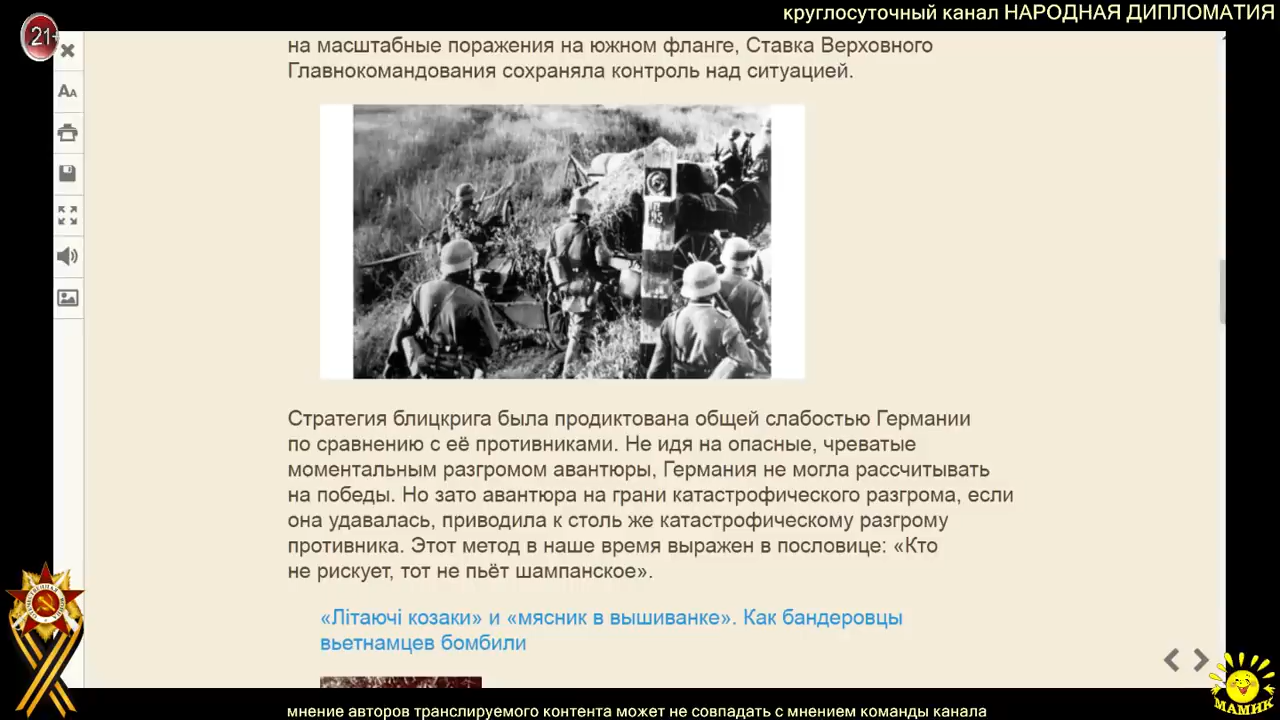 круглосуточный канал НАРОДНАЯ ДИПЛОМАТИЯ
21+
на масштабные поражения на южном фланге, Ставка Верховного
Главнокомандования сохраняла контроль над ситуацией.
AA
Стратегия блицкрига была продиктована общей слабостью Германии
по сравнению с её противниками. Не идя на опасные, чреватые
моментальным разгромом авантюры, Германия не могла рассчитывать
на победы. Но зато авантюра на грани катастрофического разгрома, если
она удавалась, приводила к столь же катастрофическому разгрому
противника. Этот метод в наше время выражен в пословице: «Кто
не рискует, тот не пьёт шампанское».
«Літаючі козаки» и «мясник в вышиванке». Как бандеровцы
вьетнамцев бомбили
МАМИК
мнение авторов транслируемого контента может не совпадать с мнением команды канала